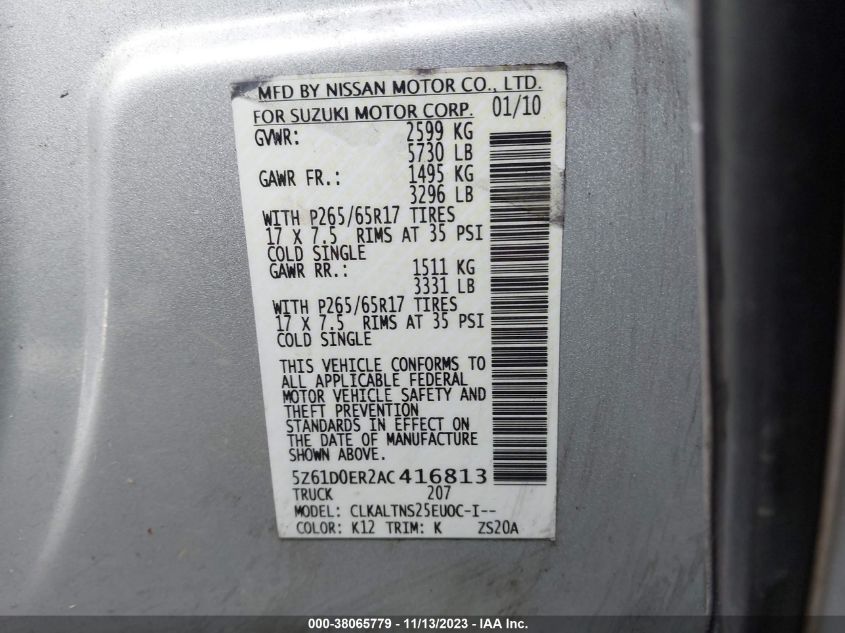 MFD BY NISSAN MOTOR CO., LTD.
FOR SUZUKI MOTOR CORP. 01/10
GVWR: 2599 KG
5730 LB
GAWR FR.: 1495 KG
3296 LB
WITH P265/65R17 TIRES
17 X 7.5 RIMS AT 35 PSI
COLD SINGLE
GAWR RR.: 1511 KG
3331 LB
WITH P265/65R17 TIRES
17 X 7.5 RIMS AT 35 PSI
COLD SINGLE
THIS VEHICLE CONFORMS TO
ALL APPLICABLE FEDERAL
MOTOR VEHICLE SAFETY AND
THEFT PREVENTION
STANDARDS IN EFFECT ON
THE DATE OF MANUFACTURE
SHOWN ABOVE.
5Z61D0ER2AC416813
TRUCK 207
MODEL: CLKALTNS25EUOC-I--
COLOR: K12 TRIM: K ZS20A
000-38065779 - 11/13/2023 - IAA Inc.